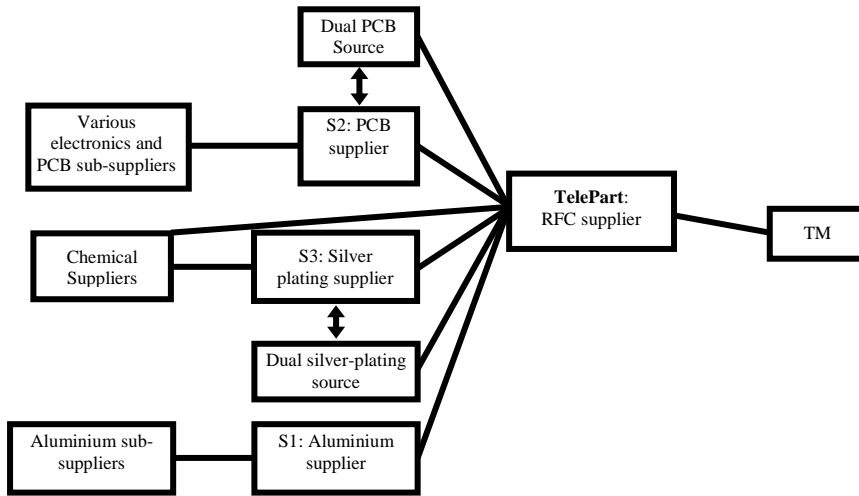 Dual PCB
Source
Various
electronics and
PCB sub-suppliers
S2: PCB
supplier
TelePart:
RFC supplier
TM
Chemical
Suppliers
S3: Silver
plating supplier
Dual silver-plating
source
Aluminium sub-
suppliers
S1: Aluminium
supplier